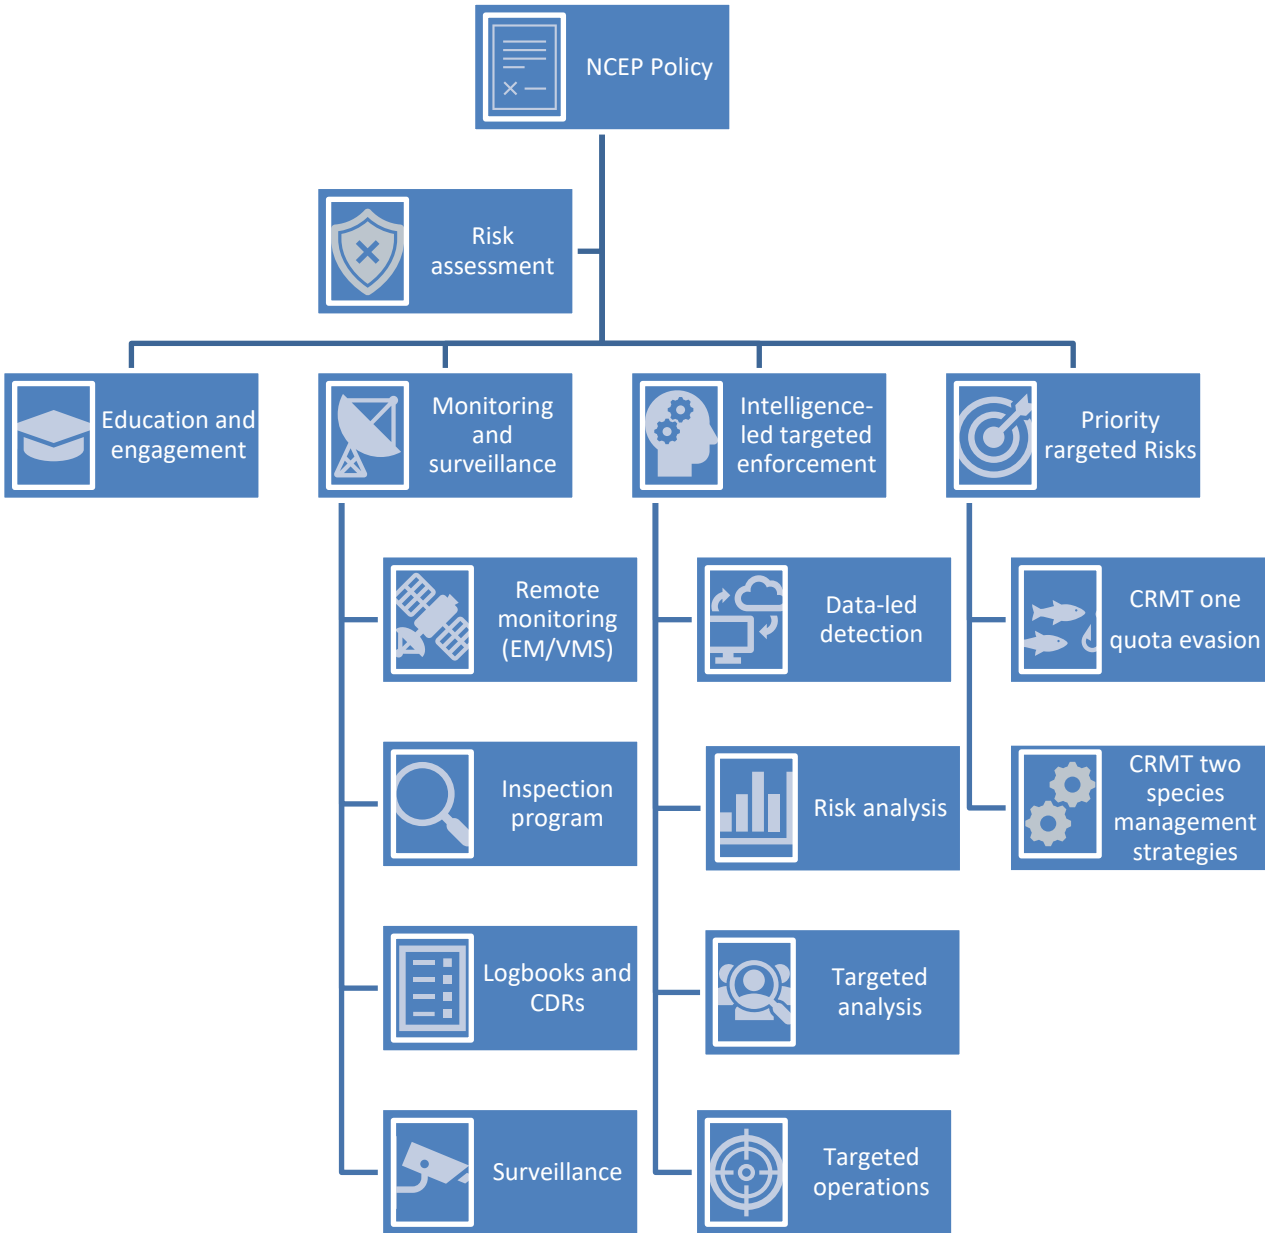 NCEP Policy
Risk
assessment
Education and
engagement
Monitoring
and
surveillance
Intelligence-
led targeted
enforcement
Priority
rargeted Risks
Remote
monitoring
(EM/VMS)
Data-led
detection
CRMT one
quota evasion
Inspection
program
Risk analysis
CRMT two
species
management
strategies
Logbooks and
CDRs
Targeted
analysis
Surveillance
Targeted
operations